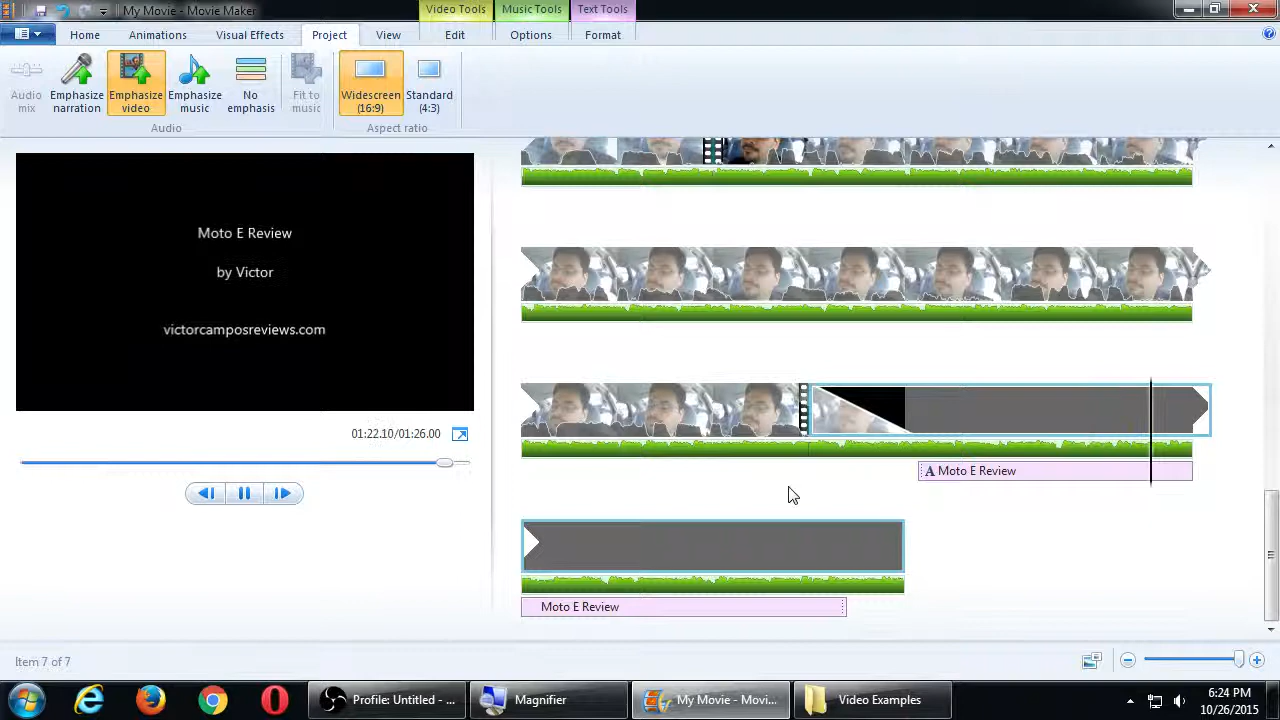 My Movie - Movie Maker
Video Tools
Music Tools
Text Tools
Home
Animations
Visual Effects
Project
View
Edit
Options
Format
Audio
mix
Emphasize
narration
Emphasize
video
Emphasize
music
No
emphasis
Fit to
music
Widescreen
(16:9)
Standard
(4:3)
Audio
Aspect ratio
Moto E Review
by Victor
victorcamposreviews.com
01:22.10/01:26.00
A Moto E Review
Moto E Review
Item 7 of 7
Profile: Untitled - ...
Magnifier
My Movie - Movi...
Video Examples
6:24 PM
10/26/2015